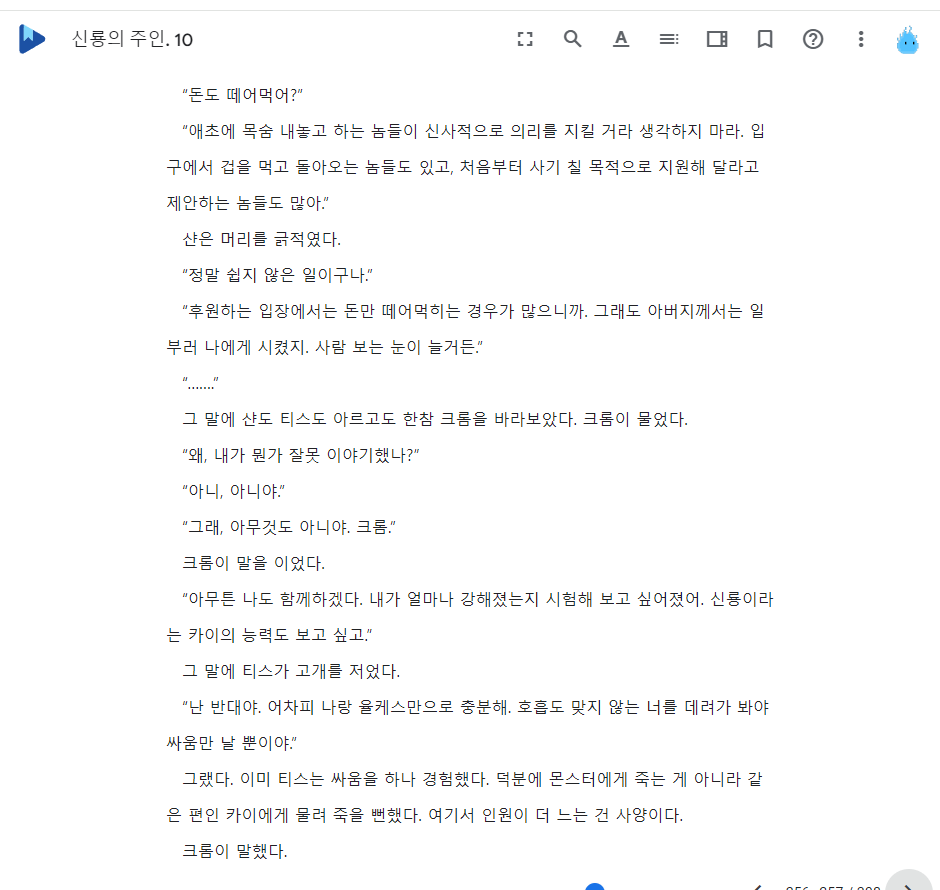 신룡의 주인. 10
“돈도 떼어먹어?”
“애초에 목숨 내놓고 하는 놈들이 신사적으로 의리를 지킬 거라 생각하지 마라. 입
구에서 겁을 먹고 돌아오는 놈들도 있고, 처음부터 사기 칠 목적으로 지원해 달라고
제안하는 놈들도 많아.”
샨은 머리를 긁적였다.
“정말 쉽지 않은 일이구나.”
“후원하는 입장에서는 돈만 떼어먹히는 경우가 많으니까. 그래도 아버지께서는 일
부러 나에게 시켰지. 사람 보는 눈이 늘거든.”
“…….”
그 말에 샨도 티스도 아르고도 한참 크롬을 바라보았다. 크롬이 물었다.
“왜, 내가 뭔가 잘못 이야기했나?”
“아니, 아니야.”
“그래, 아무것도 아니야. 크롬.”
크롬이 말을 이었다.
“아무튼 나도 함께하겠다. 내가 얼마나 강해졌는지 시험해 보고 싶어졌어. 신룡이라
는 카이의 능력도 보고 싶고.”
그 말에 티스가 고개를 저었다.
“난 반대야. 어차피 나랑 율케스만으로 충분해. 호흡도 맞지 않는 너를 데려가 봐야
싸움만 날 뿐이야.”
그랬다. 이미 티스는 싸움을 하나 경험했다. 덕분에 몬스터에게 죽는 게 아니라 같
은 편인 카이에게 물려 죽을 뻔했다. 여기서 인원이 더 느는 건 사양이다.
크롬이 말했다.